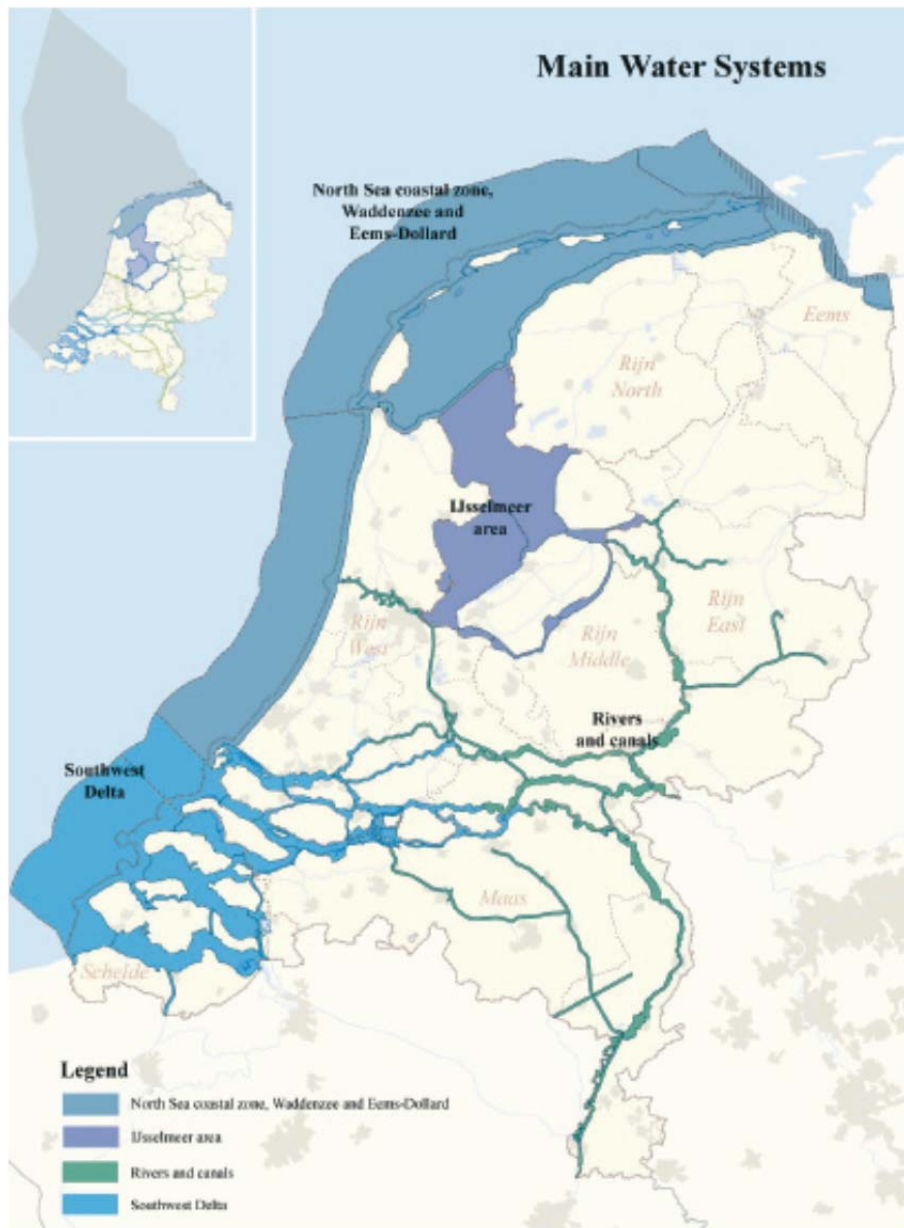 Main Water Systems
North Sea coastal zone,
Waddenzee and
Eems-Dollard
Eems
Rijn
North
IJsselmeer
area
Rijn
West
Rijn
Middle
Rijn
East
Rivers
and canals
Southwest
Delta
Maas
Schelde
Legend
North Sea coastal zone, Waddenzee and Eems-Dollard
IJsselmeer area
Rivers and canals
Southwest Delta